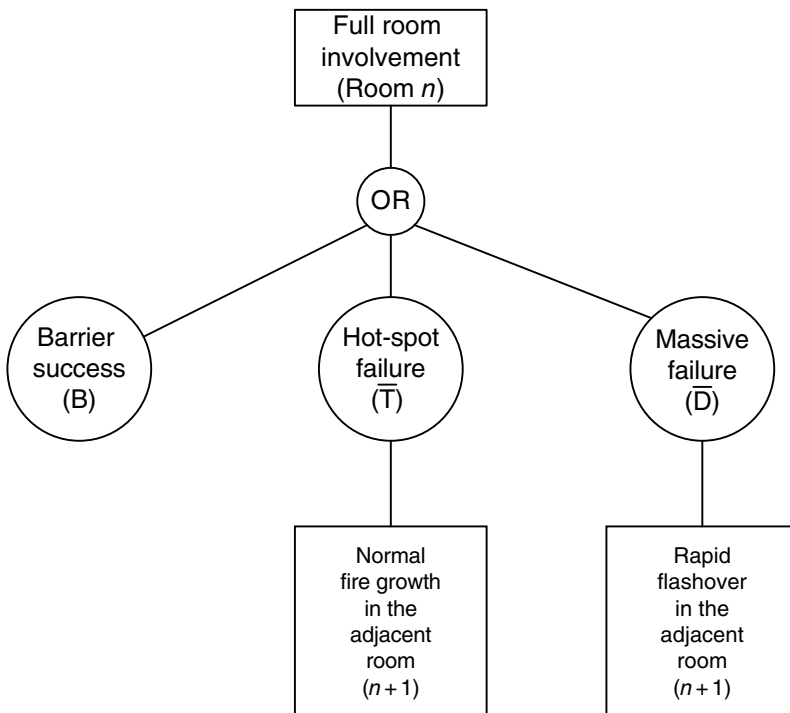 Full room
involvement
(Room n)
OR
Barrier
success
(B)
Hot-spot
failure
(T̅)
Massive
failure
(D̅)
Normal
fire growth
in the
adjacent
room
(n + 1)
Rapid
flashover
in the
adjacent
room
(n + 1)